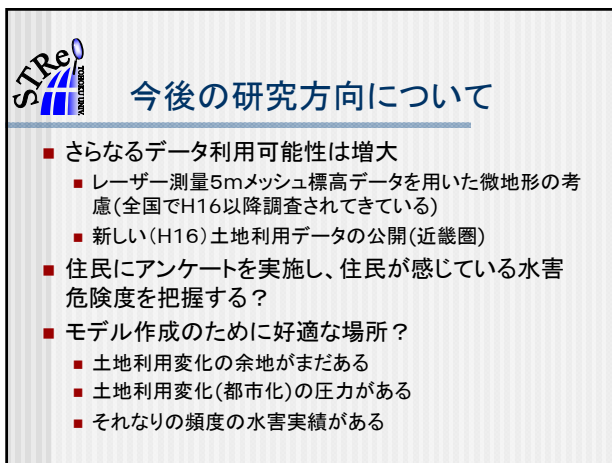 STRe
TOHOKU UNIV.
今後の研究方向について
さらなるデータ利用可能性は増大
レーザー測量5mメッシュ標高データを用いた微地形の考
慮(全国でH16以降調査されてきている)
新しい(H16)土地利用データの公開(近畿圏)
住民にアンケートを実施し、住民が感じている水害
危険度を把握する?
モデル作成のために好適な場所?
土地利用変化の余地がまだある
土地利用変化(都市化)の圧力がある
それなりの頻度の水害実績がある